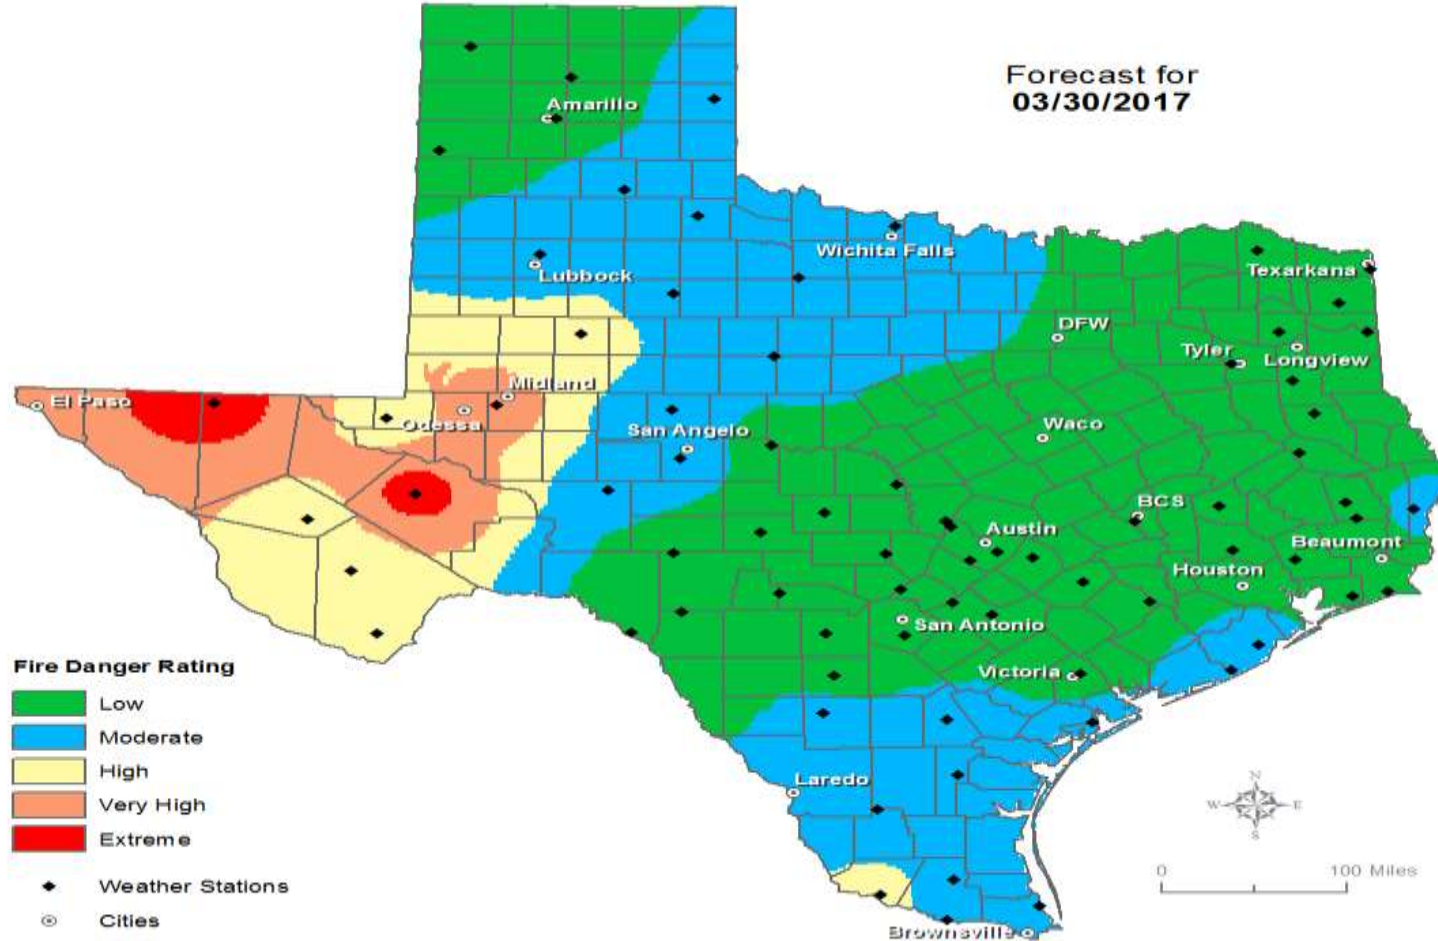 Forecast for
03/30/2017
Amarillo
Wichita Falls
Lubbock
Texarkana
DFW
Tyler
Longview
Midland
El Paso
Odessa
San Angelo
Waco
BCS
Austin
Beaumont
Houston
San Antonio
Victoria
Laredo
Brownsville
Fire Danger Rating
Low
Moderate
High
Very High
Extreme
Weather Stations
Cities
N
W E
S
0 100 Miles